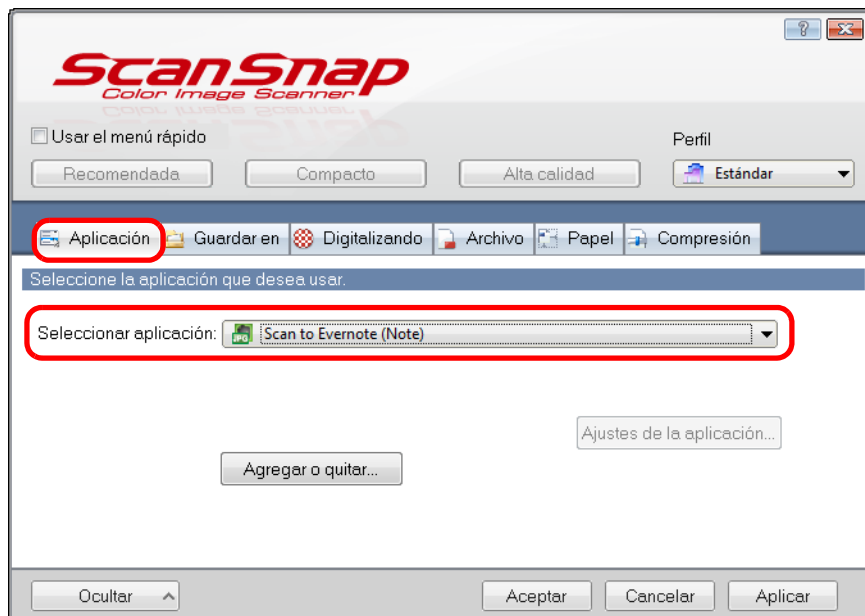 ScanSnap
Color Image Scanner
Usar el menú rápido
Perfil
Recomendada Compacto Alta calidad Estándar
Aplicación Guardar en Digitalizando Archivo Papel Compresión
Seleccione la aplicación que desea usar.
Seleccionar aplicación: JPG Scan to Evernote (Note)
Ajustes de la aplicación...
Agregar o quitar...
Ocultar Aceptar Cancelar Aplicar